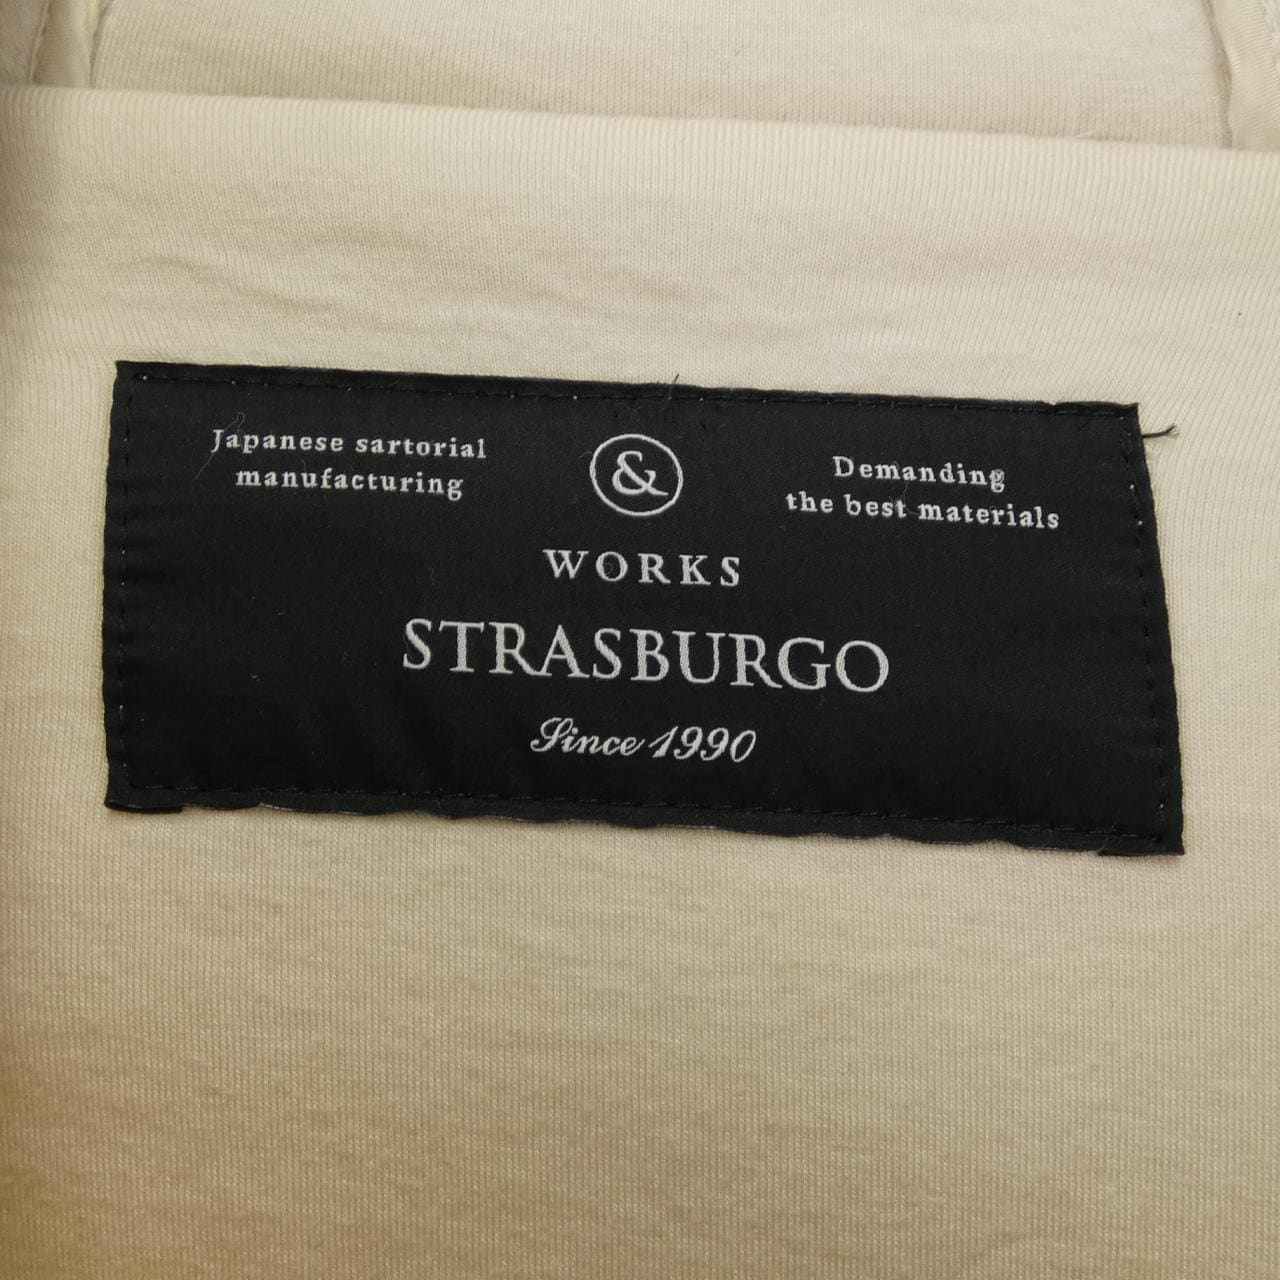 Japanese sartorial
manufacturing
&
Demanding
the best materials
WORKS
STRASBURGO
Since 1990